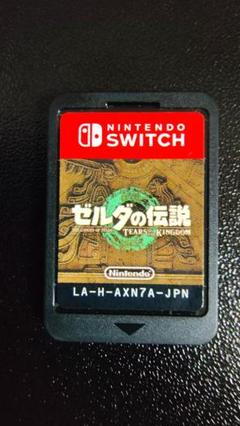 NINTENDO
SWITCH
ゼルダの伝説
TEARS OF THE KINGDOM
Nintendo
LA-H-AXN7A-JPN